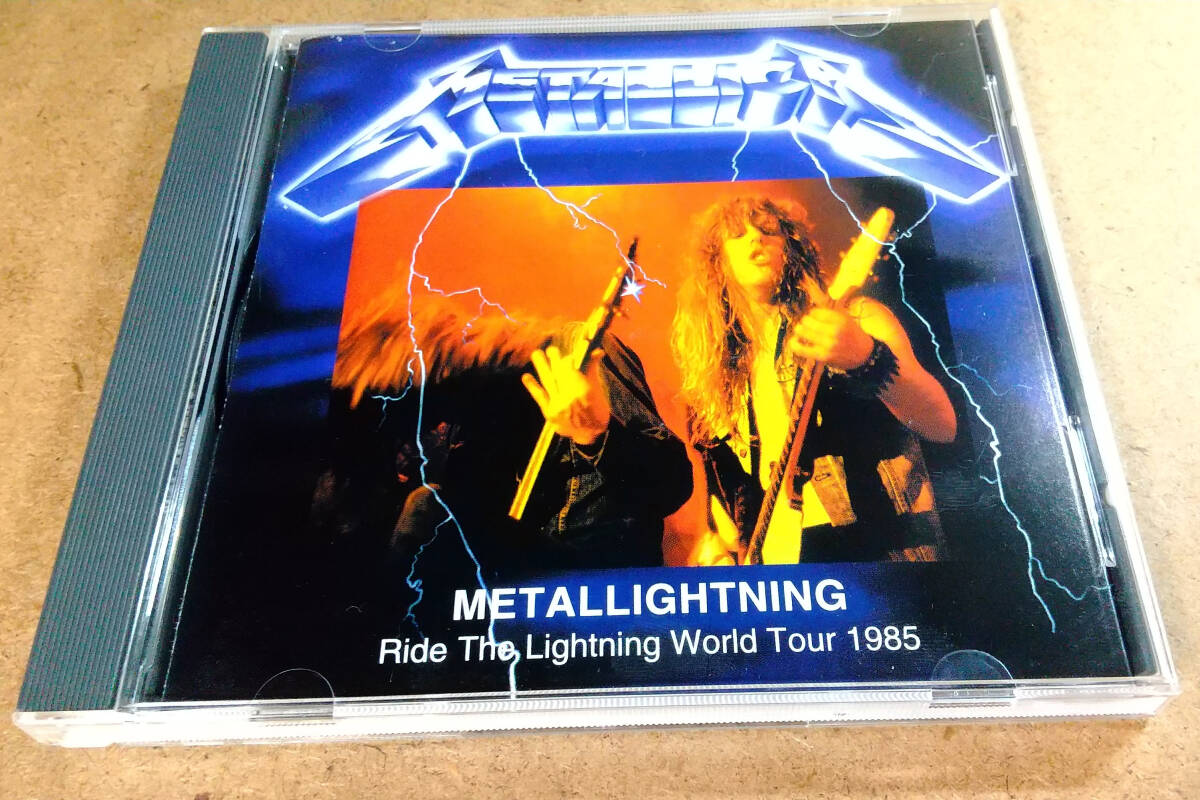 METALLICA
METALLIGHTNING
Ride The Lightning World Tour 1985